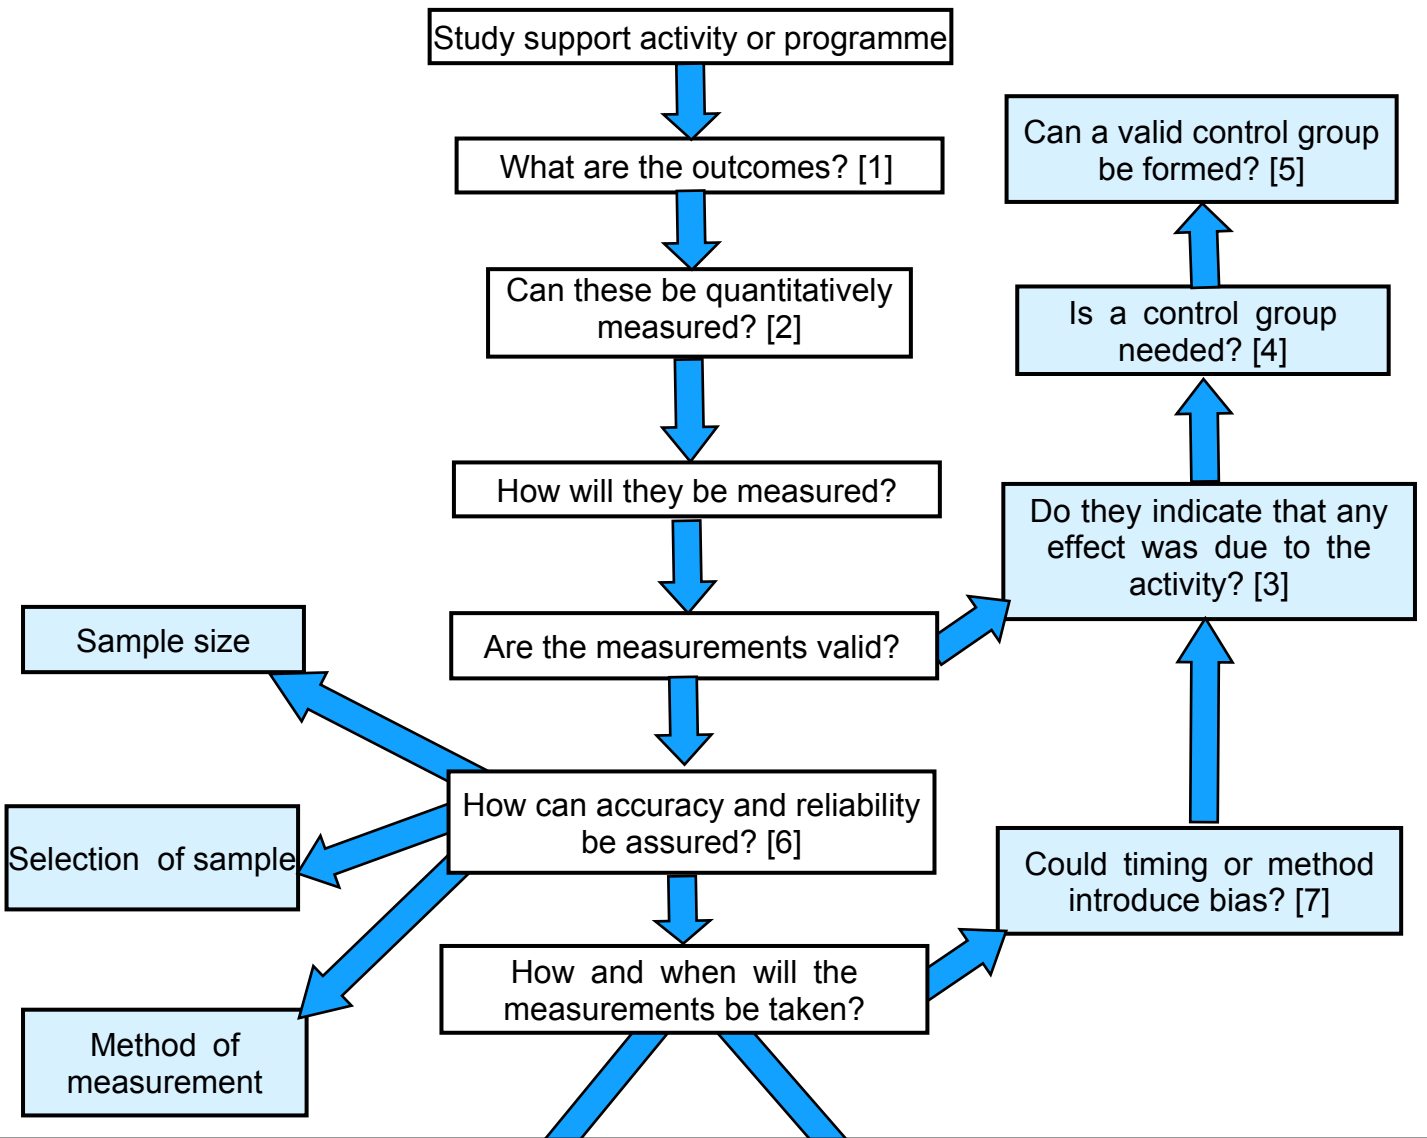 Study support activity or programme
What are the outcomes? [1]
Can these be quantitatively
measured? [2]
How will they be measured?
Are the measurements valid?
How can accuracy and reliability
be assured? [6]
How and when will the
measurements be taken?
Sample size
Selection of sample
Method of
measurement
Can a valid control group
be formed? [5]
Is a control group
needed? [4]
Do they indicate that any
effect was due to the
activity? [3]
Could timing or method
introduce bias? [7]